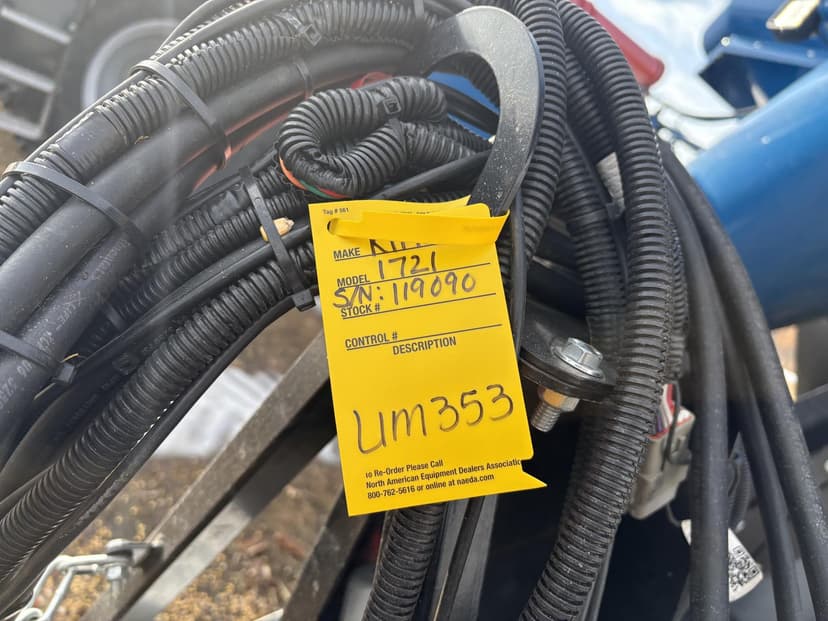 Tag # 561
MAKE
MODEL 1721
S/N: 119090
STOCK #
CONTROL #
DESCRIPTION
UM353
To Re-Order Please Call
North American Equipment Dealers Associatio
800-762-5616 or online at naeda.com